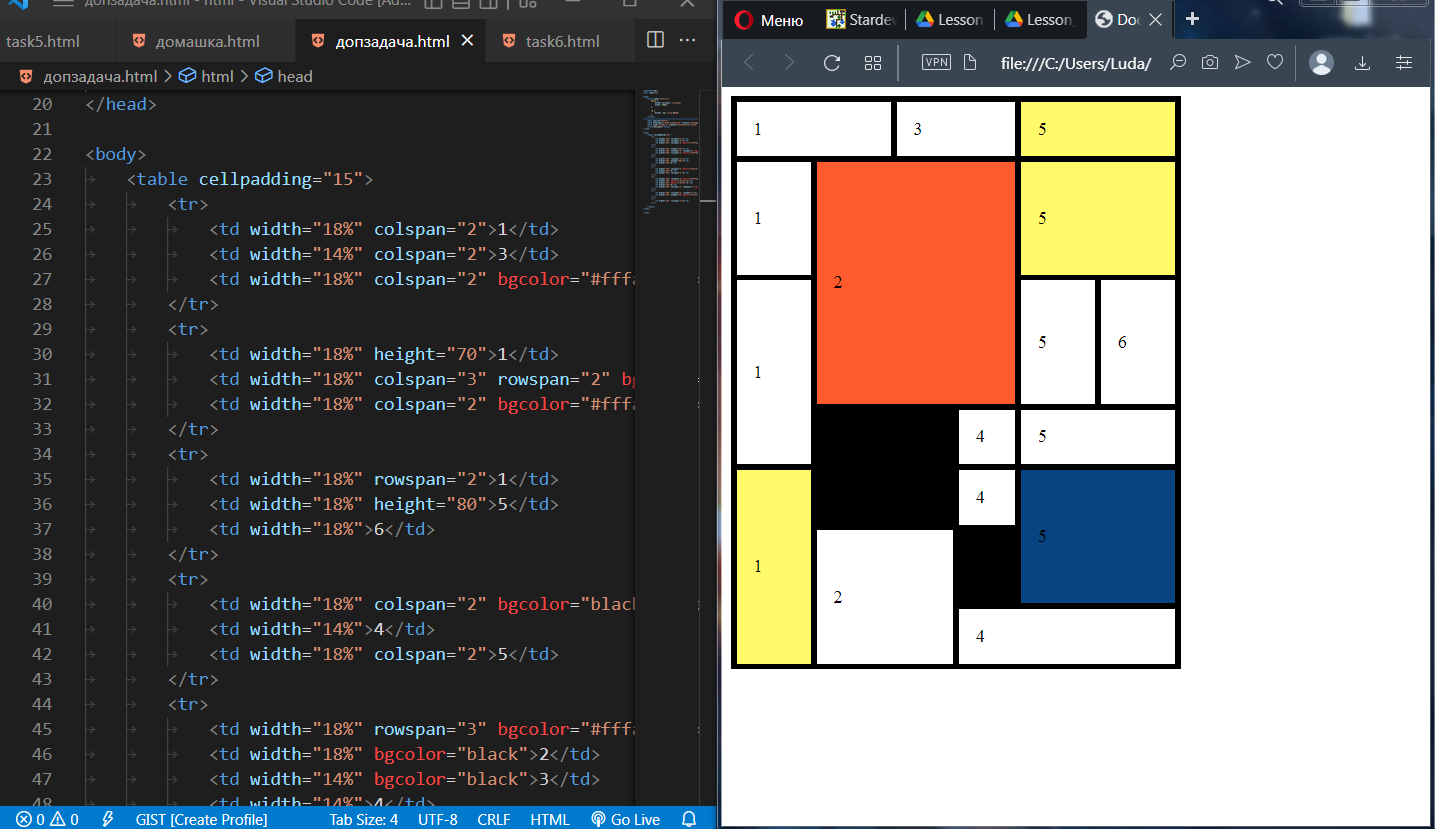 допзадача.html - html - Visual Studio Code [Ad...
task5.html домашка.html допзадача.html task6.html
допзадача.html > html > head
20 </head>
21
22 <body>
23 <table cellpadding="15">
24 <tr>
25 <td width="18%" colspan="2">1</td>
26 <td width="14%" colspan="2">3</td>
27 <td width="18%" colspan="2" bgcolor="#fffa
28 </tr>
29 <tr>
30 <td width="18%" height="70">1</td>
31 <td width="18%" colspan="3" rowspan="2" bg
32 <td width="18%" colspan="2" bgcolor="#fffa
33 </tr>
34 <tr>
35 <td width="18%" rowspan="2">1</td>
36 <td width="18%" height="80">5</td>
37 <td width="18%">6</td>
38 </tr>
39 <tr>
40 <td width="18%" colspan="2" bgcolor="black
41 <td width="14%">4</td>
42 <td width="18%" colspan="2">5</td>
43 </tr>
44 <tr>
45 <td width="18%" rowspan="3" bgcolor="#fffa
46 <td width="18%" bgcolor="black">2</td>
47 <td width="14%" bgcolor="black">3</td>
48 <td width="14%">4</td>
0 0 GIST [Create Profile] Tab Size: 4 UTF-8 CRLF HTML Go Live
Меню Stardew Lesson Lesson_ Doc
VPN file:///C:/Users/Luda/
1 3 5
1 5
2
1 5 6
4 5
4
5
1
2
4